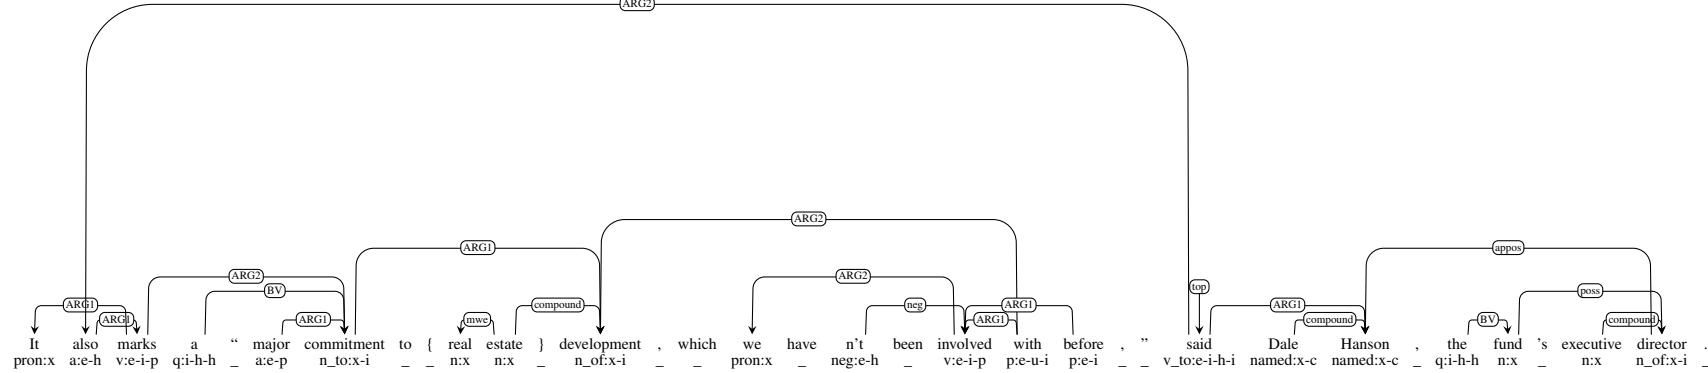 ARG2
ARG2
ARG1 appos
ARG2 ARG2
BV top poss
ARG1 compound neg ARG1 ARG1
ARG1 ARG1 mwe ARG1 compound BV compound
It also marks a “ major commitment to { real estate } development , which we have n’t been involved with before , ” said Dale Hanson , the fund ’s executive director .
pron:x a:e-h v:e-i-p q:i-h-h _ a:e-p n_to:x-i _ _ n:x n:x _ n_of:x-i _ _ pron:x _ neg:e-h _ v:e-i-p p:e-u-i p:e-i _ _ v_to:e-i-h-i named:x-c named:x-c _ q:i-h-h n:x _ n:x n_of:x-i _